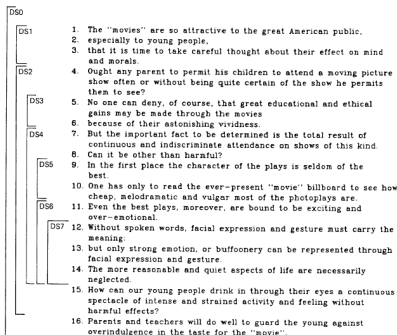 DS0
DS1 1. The "movies" are so attractive to the great American public,
2. especially to young people,
3. that it is time to take careful thought about their effect on mind
and morals.
DS2 4. Ought any parent to permit his children to attend a moving picture
show often or without being quite certain of the show he permits
them to see?
DS3 5. No one can deny, of course, that great educational and ethical
gains may be made through the movies
6. because of their astonishing vividness.
DS4 7. But the important fact to be determined is the total result of
continuous and indiscriminate attendance on shows of this kind.
8. Can it be other than harmful?
DS5 9. In the first place the character of the plays is seldom of the
best.
10. One has only to read the ever-present "movie" billboard to see how
cheap, melodramatic and vulgar most of the photoplays are.
DS6 11. Even the best plays, moreover, are bound to be exciting and
over-emotional.
DS7 12. Without spoken words, facial expression and gesture must carry the
meaning:
13. but only strong emotion, or buffoonery can be represented through
facial expression and gesture.
14. The more reasonable and quiet aspects of life are necessarily
neglected.
15. How can our young people drink in through their eyes a continuous
spectacle of intense and strained activity and feeling without
harmful effects?
16. Parents and teachers will do well to guard the young against
overindulgence in the taste for the "movie".